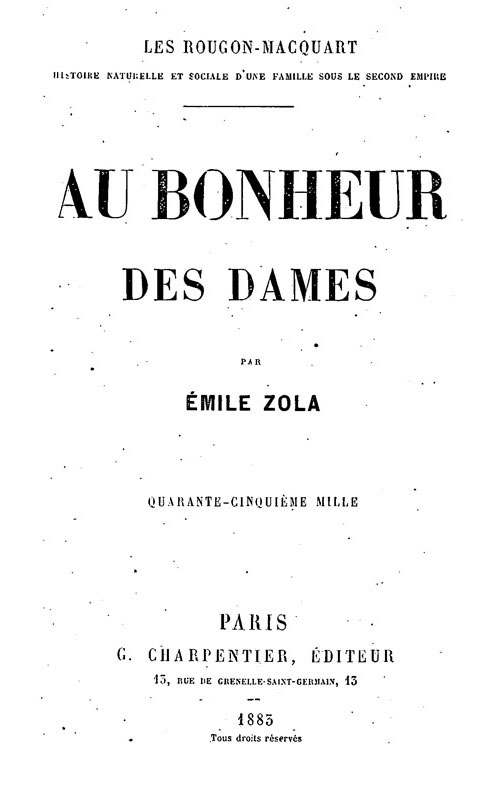 LES ROUGON-MACQUART
HISTOIRE NATURELLE ET SOCIALE D'UNE FAMILLE SOUS LE SECOND EMPIRE
AU BONHEUR
DES DAMES
PAR
ÉMILE ZOLA
QUARANTE-CINQUIÈME MILLE
PARIS
G. CHARPENTIER, ÉDITEUR
13, RUE DE GRENELLE-SAINT-GERMAIN, 13
1883
Tous droits réservés